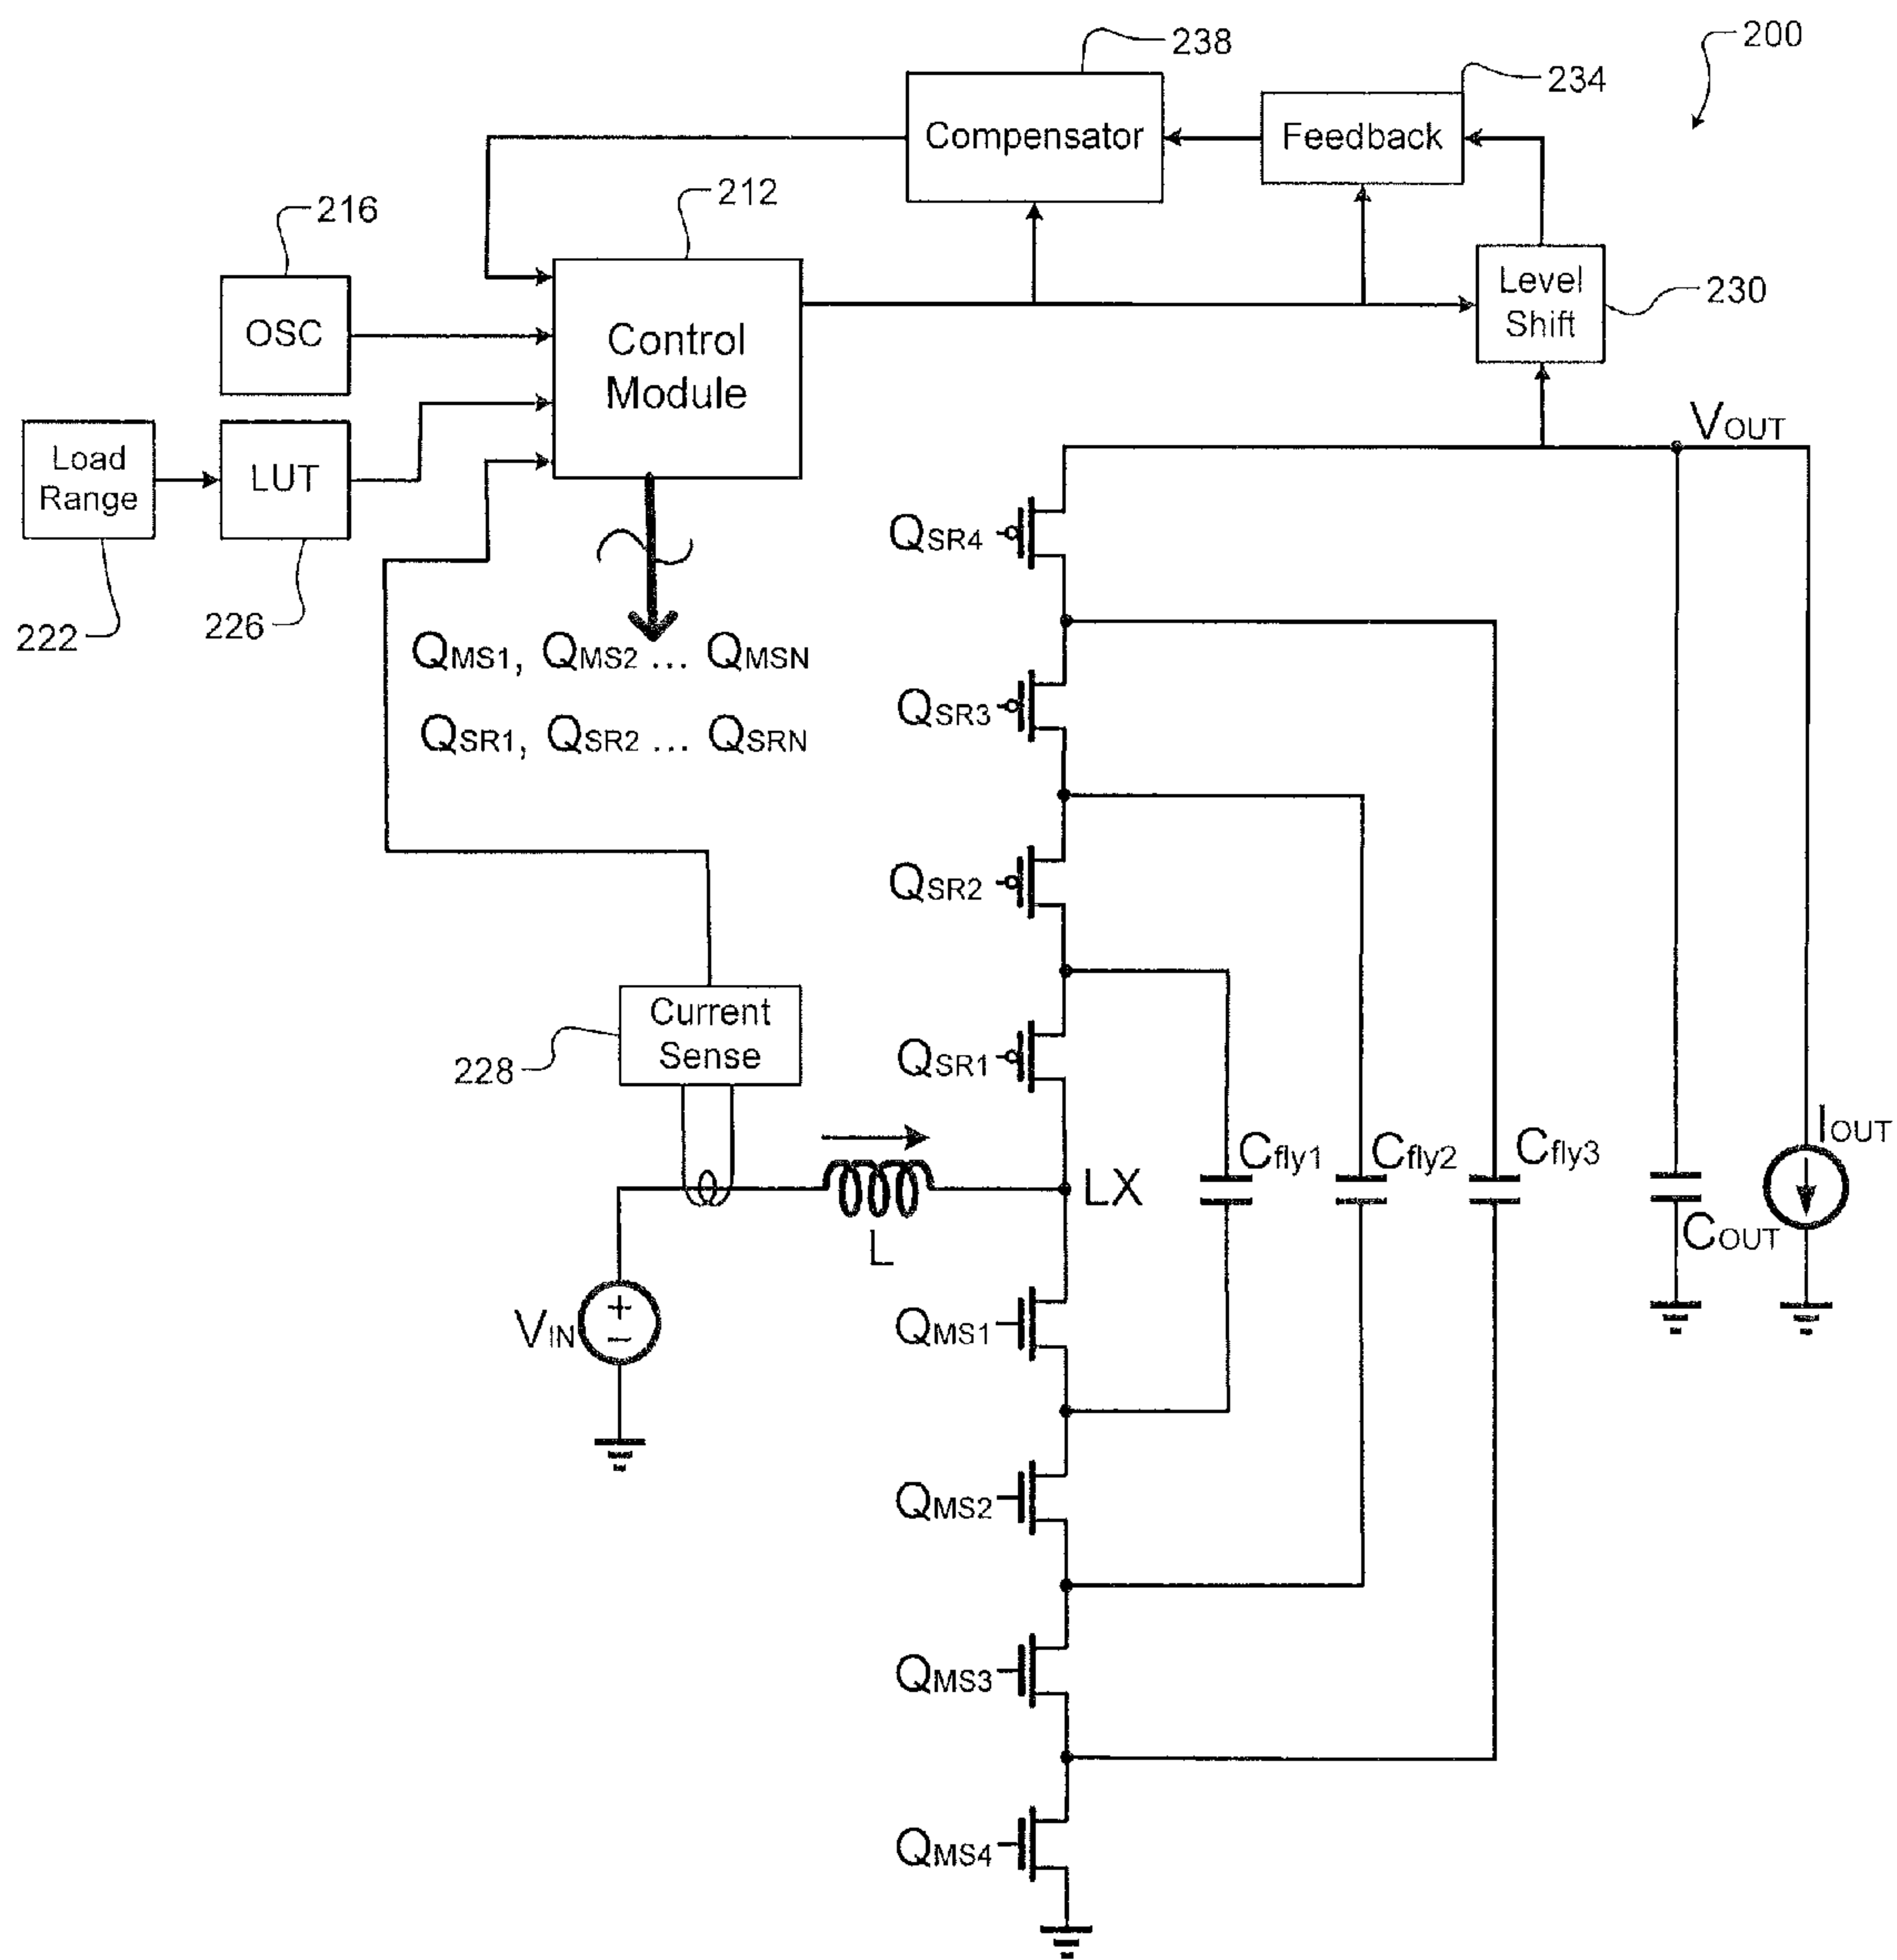 200
238
234
Compensator
Feedback
216
212
OSC
Control
Module
Level
Shift
230
Load
Range
LUT
VOUT
222
226
QMS1, QMS2 ... QMSN
QSR1, QSR2 ... QSRN
QSR4
QSR3
QSR2
QSR1
Current
Sense
228
Cfly1
Cfly2
Cfly3
IOUT
LX
L
COUT
VIN
+
−
QMS1
QMS2
QMS3
QMS4